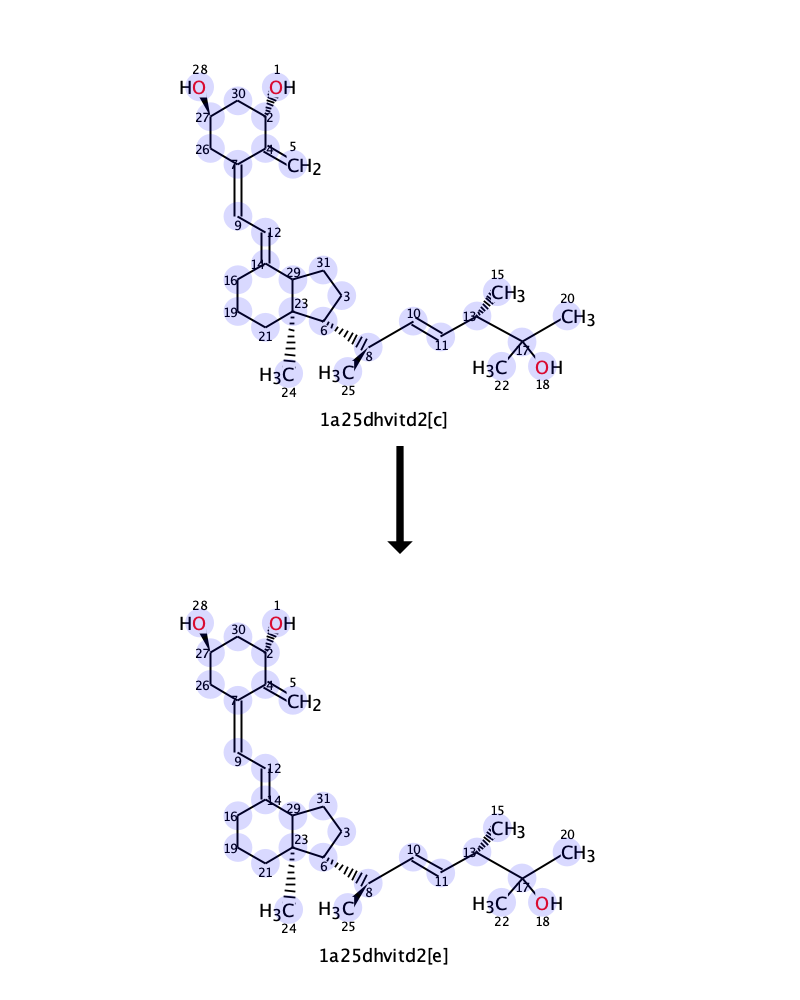 28 1
HO OH
30
27 2
26 4 5
7 CH2
9 12
14 29 31
16 3 15
CH3 20
19 23 10 13 CH3
21 6 11
8 17
H3C H3C H3C OH
24 25 22 18
1a25dhvitd2[c]
28 1
HO OH
30
27 2
26 4 5
7 CH2
9 12
14 29 31
16 3 15
CH3 20
19 23 10 13 CH3
21 6 11
8 17
H3C H3C H3C OH
24 25 22 18
1a25dhvitd2[e]